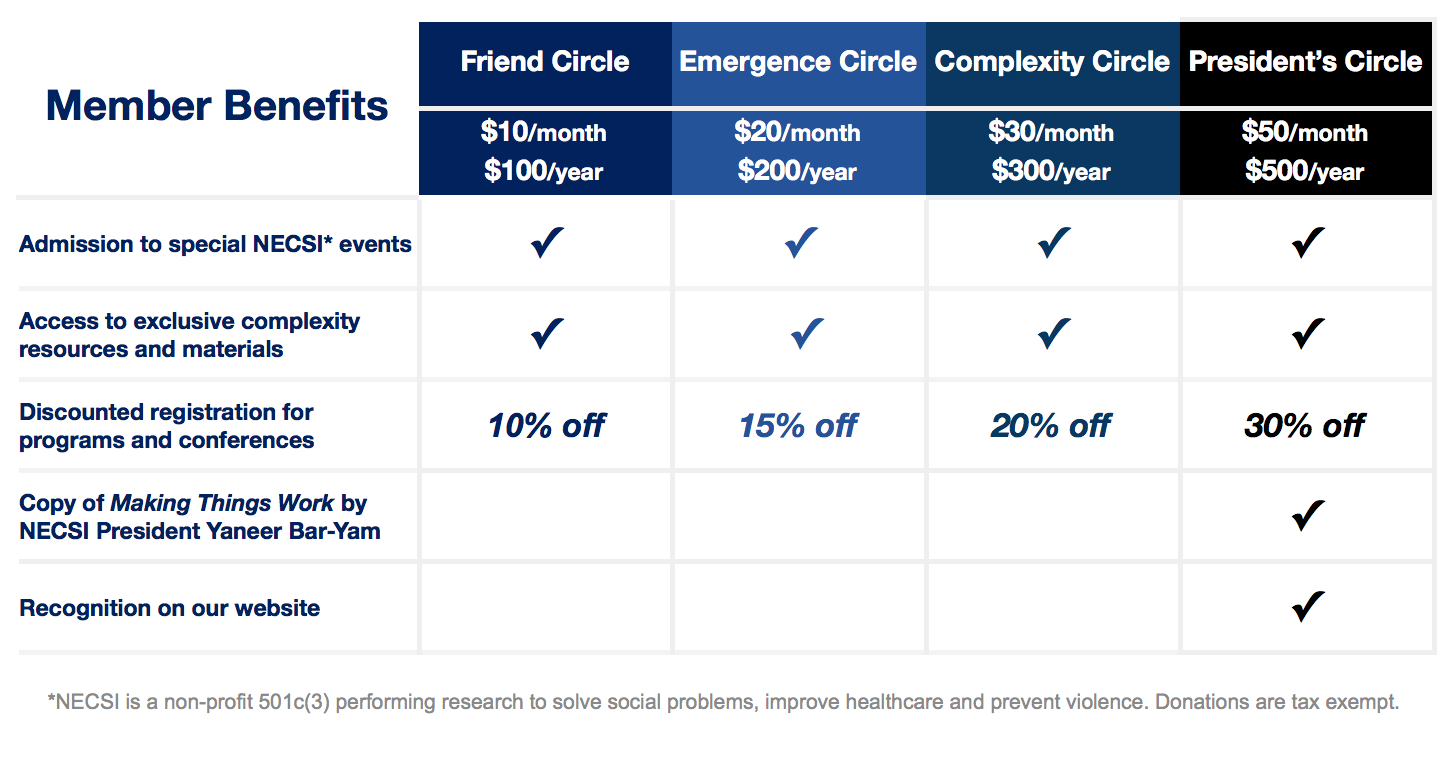 Member Benefits
Friend Circle
Emergence Circle
Complexity Circle
President's Circle
$10/month
$100/year
$20/month
$200/year
$30/month
$300/year
$50/month
$500/year
Admission to special NECSI* events
✓ ✓ ✓ ✓
Access to exclusive complexity
resources and materials
✓ ✓ ✓ ✓
Discounted registration for
programs and conferences
10% off
15% off
20% off
30% off
Copy of Making Things Work by
NECSI President Yaneer Bar-Yam
✓
Recognition on our website
✓
*NECSI is a non-profit 501c(3) performing research to solve social problems, improve healthcare and prevent violence. Donations are tax exempt.